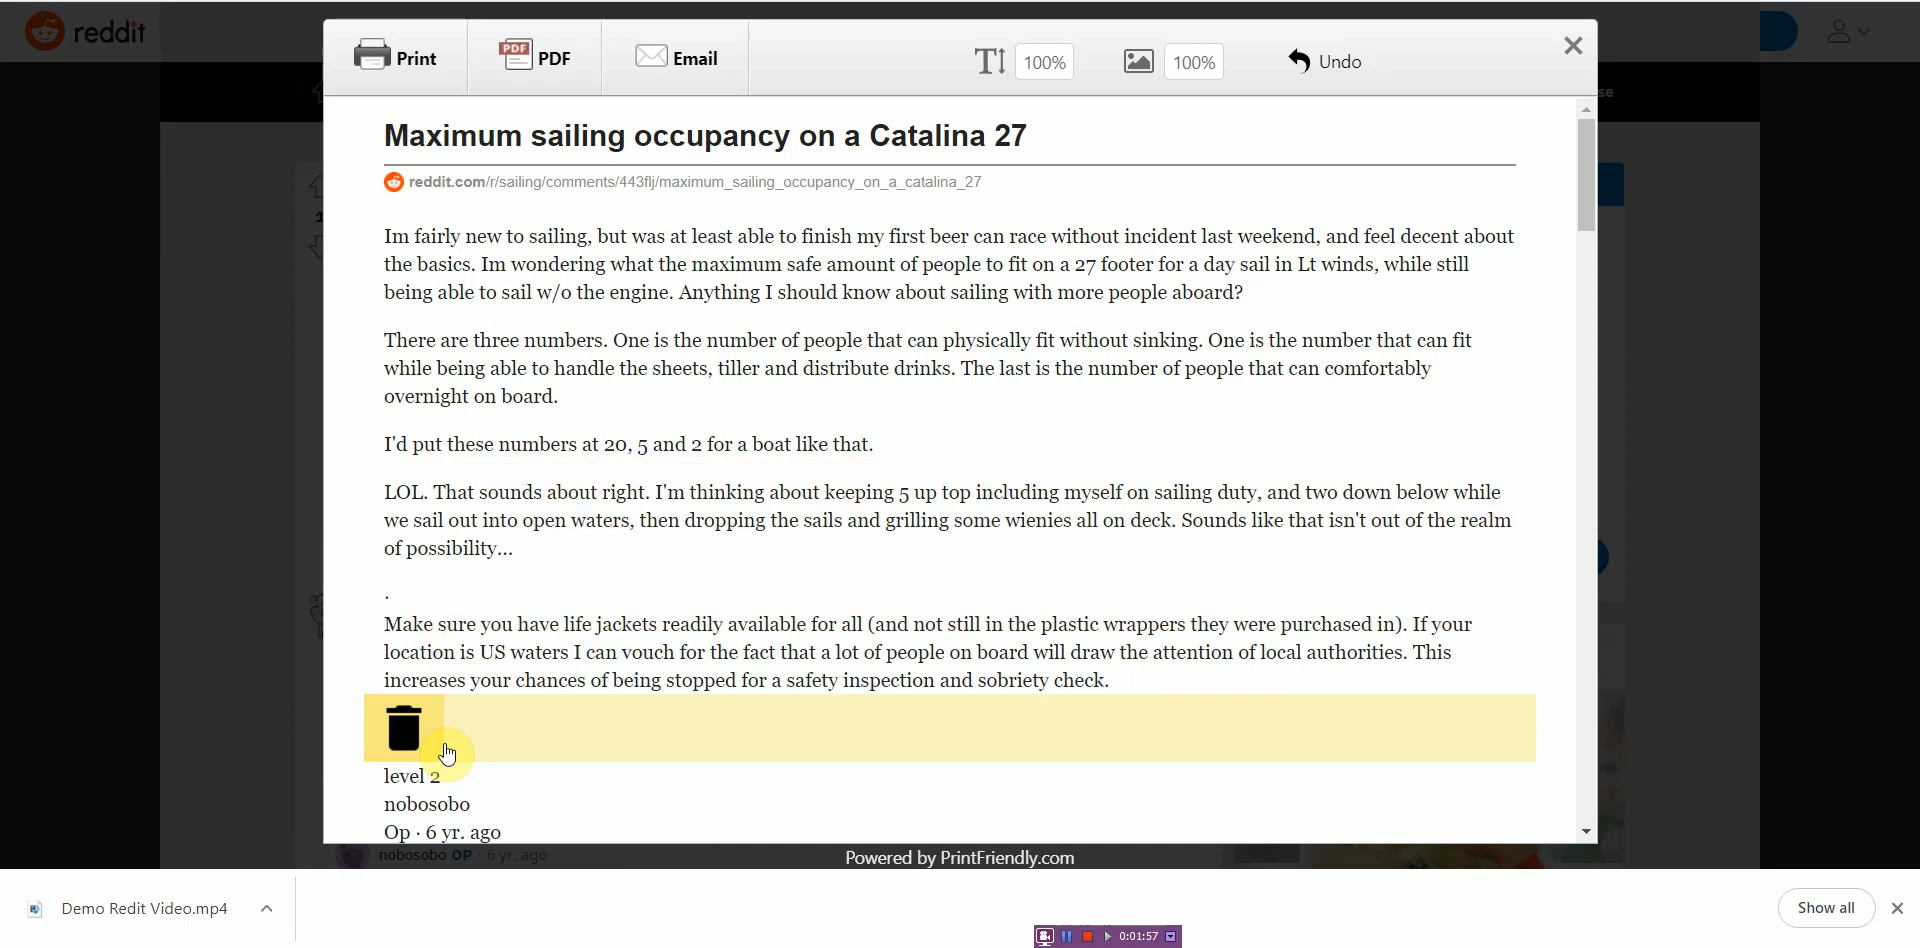 reddit
Print
PDF
PDF
Email
100%
100%
Undo
se
Maximum sailing occupancy on a Catalina 27
reddit.com/r/sailing/comments/443flj/maximum_sailing_occupancy_on_a_catalina_27
Im fairly new to sailing, but was at least able to finish my first beer can race without incident last weekend, and feel decent about
the basics. Im wondering what the maximum safe amount of people to fit on a 27 footer for a day sail in Lt winds, while still
being able to sail w/o the engine. Anything I should know about sailing with more people aboard?
There are three numbers. One is the number of people that can physically fit without sinking. One is the number that can fit
while being able to handle the sheets, tiller and distribute drinks. The last is the number of people that can comfortably
overnight on board.
I'd put these numbers at 20, 5 and 2 for a boat like that.
LOL. That sounds about right. I'm thinking about keeping 5 up top including myself on sailing duty, and two down below while
we sail out into open waters, then dropping the sails and grilling some wienies all on deck. Sounds like that isn't out of the realm
of possibility...
.
Make sure you have life jackets readily available for all (and not still in the plastic wrappers they were purchased in). If your
location is US waters I can vouch for the fact that a lot of people on board will draw the attention of local authorities. This
increases your chances of being stopped for a safety inspection and sobriety check.
level 2
nobosobo
Op · 6 yr. ago
nobosobo OP · 6 yr. ago
Powered by PrintFriendly.com
Demo Redit Video.mp4
Show all
0:01:57